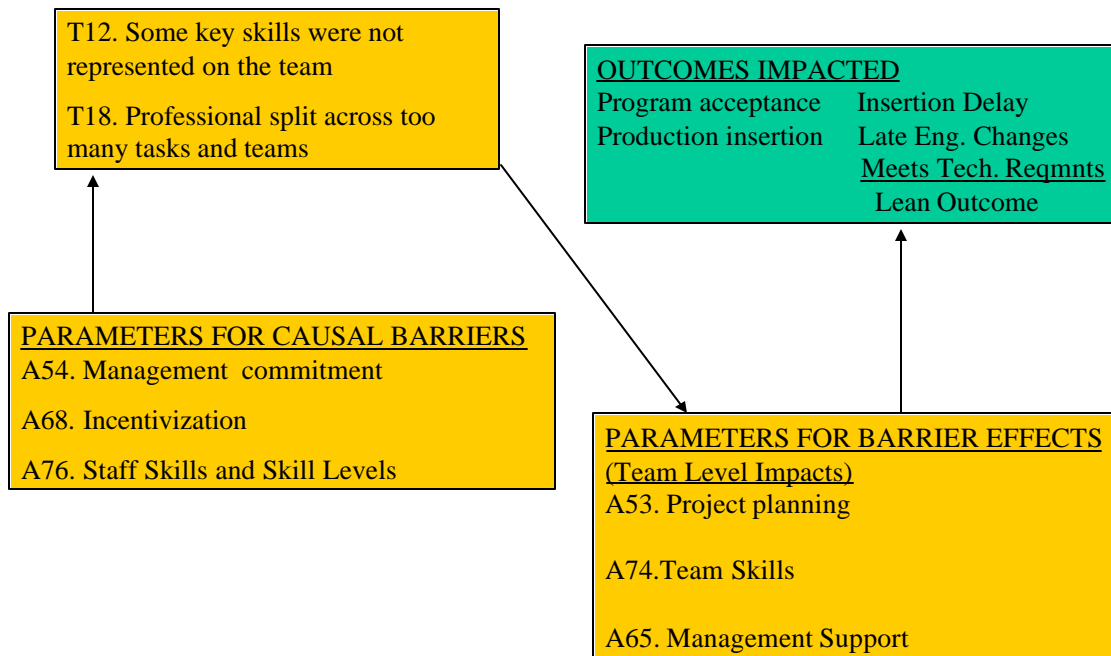 T12. Some key skills were not
represented on the team
T18. Professional split across too
many tasks and teams
OUTCOMES IMPACTED
Program acceptance Insertion Delay
Production insertion Late Eng. Changes
Meets Tech. Reqmnts
Lean Outcome
PARAMETERS FOR CAUSAL BARRIERS
A54. Management commitment
A68. Incentivization
A76. Staff Skills and Skill Levels
PARAMETERS FOR BARRIER EFFECTS
(Team Level Impacts)
A53. Project planning
A74.Team Skills
A65. Management Support